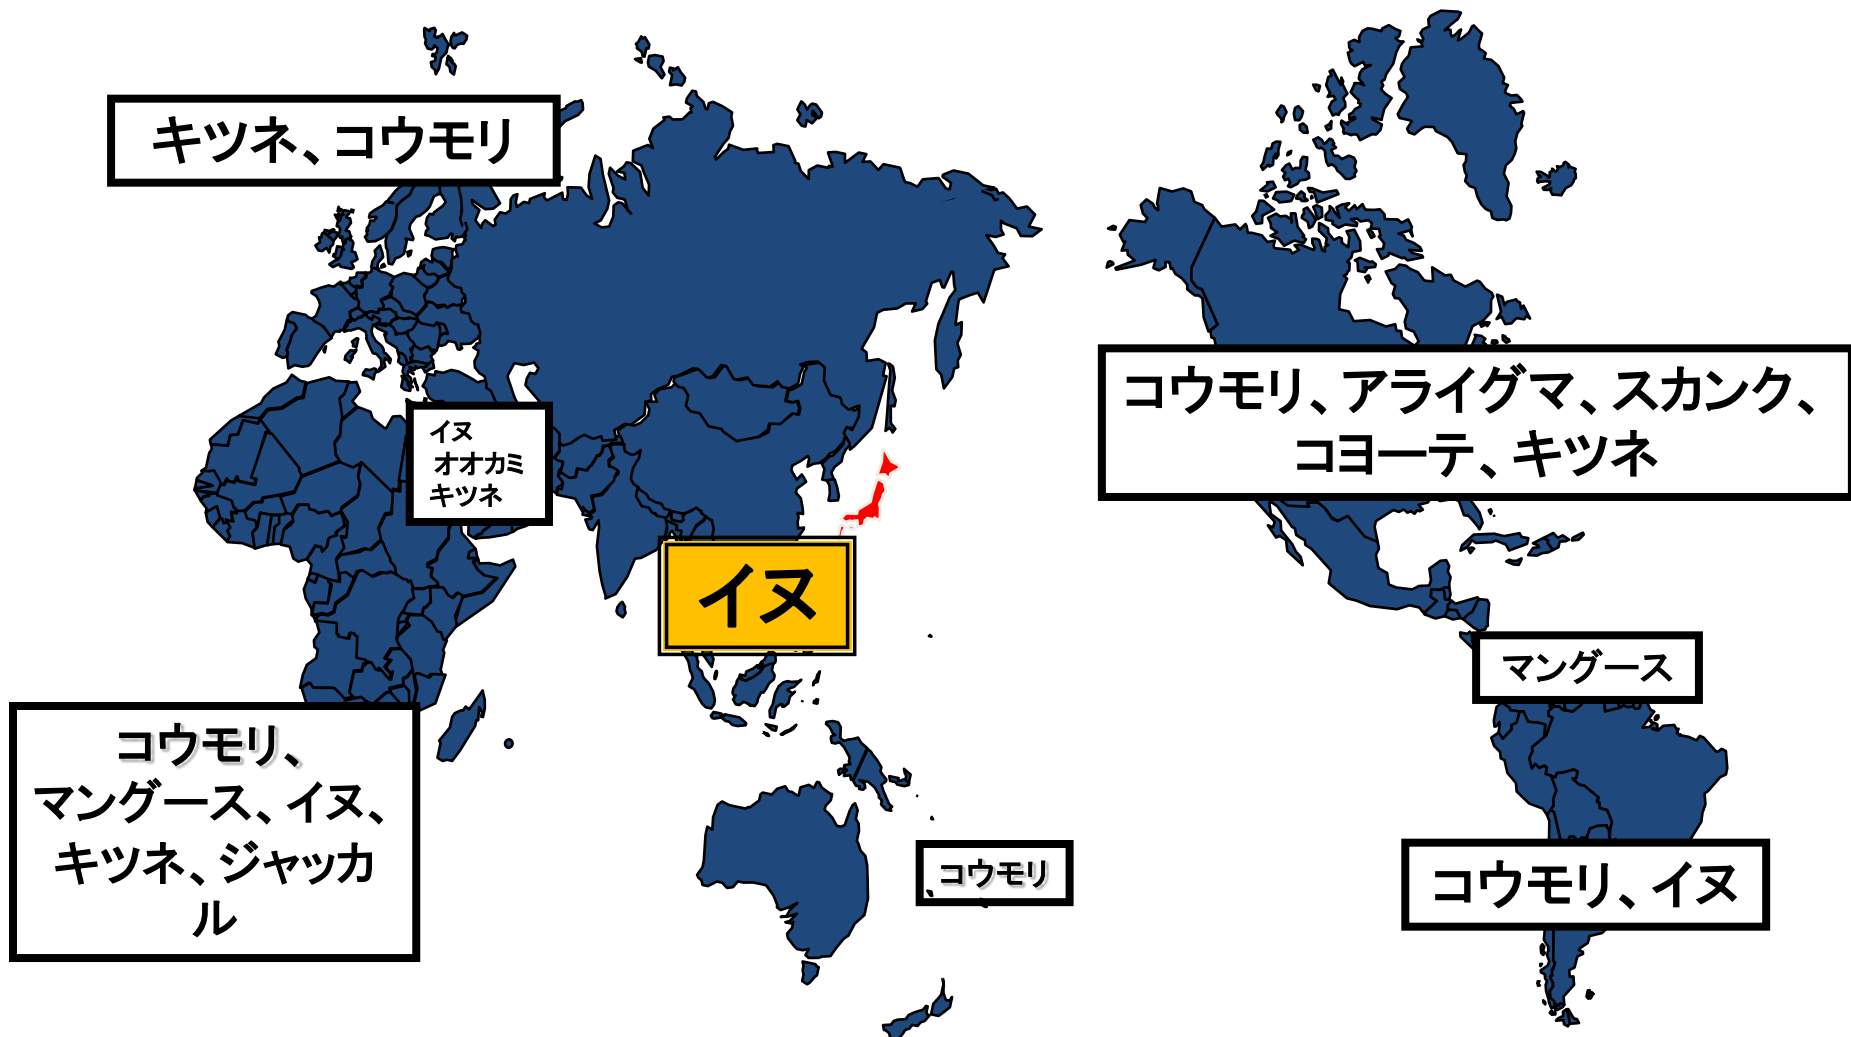 キツネ、コウモリ
コウモリ、アライグマ、スカンク、
コヨーテ、キツネ
イヌ
オオカミ
キツネ
イヌ
マングース
コウモリ、
マングース、イヌ、
キツネ、ジャッカ
ル
コウモリ
コウモリ、イヌ